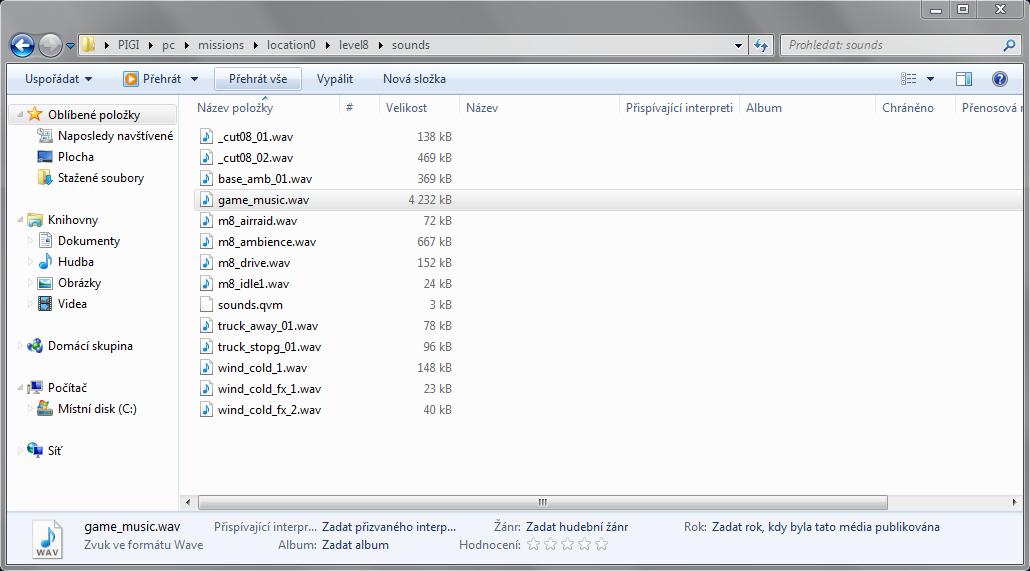 PIGI pc missions location0 level8 sounds
Prohledat: sounds
Uspořádat Přehrát Přehrát vše Vypálit Nová složka
Název položky # Velikost Název Přispívající interpreti Album Chráněno Přenosová r
Oblíbené položky
Naposledy navštívené
Plocha
Stažené soubory
Knihovny
Dokumenty
Hudba
Obrázky
Videa
Domácí skupina
Počítač
Místní disk (C:)
Síť
_cut08_01.wav 138 kB
_cut08_02.wav 469 kB
base_amb_01.wav 369 kB
game_music.wav 4 232 kB
m8_airraid.wav 72 kB
m8_ambience.wav 667 kB
m8_drive.wav 152 kB
m8_idle1.wav 24 kB
sounds.qvm 3 kB
truck_away_01.wav 78 kB
truck_stopg_01.wav 96 kB
wind_cold_1.wav 148 kB
wind_cold_fx_1.wav 23 kB
wind_cold_fx_2.wav 40 kB
WAV
game_music.wav Přispívající interpr... Zadat přizvaného interp... Žánr: Zadat hudební žánr Rok: Zadat rok, kdy byla tato média publikována
Zvuk ve formátu Wave Album: Zadat album Hodnocení: